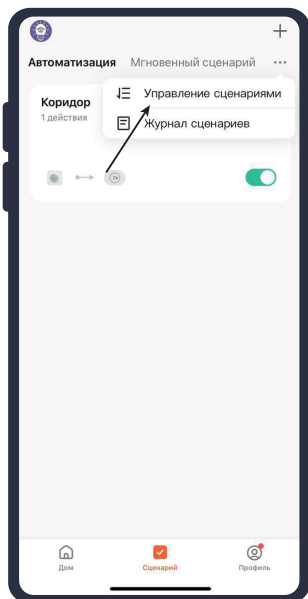 Автоматизация Мгновенный сценарий ...
Управление сценариями
Коридор
1 действия
Журнал сценариев
Дом Сценарий Профиль